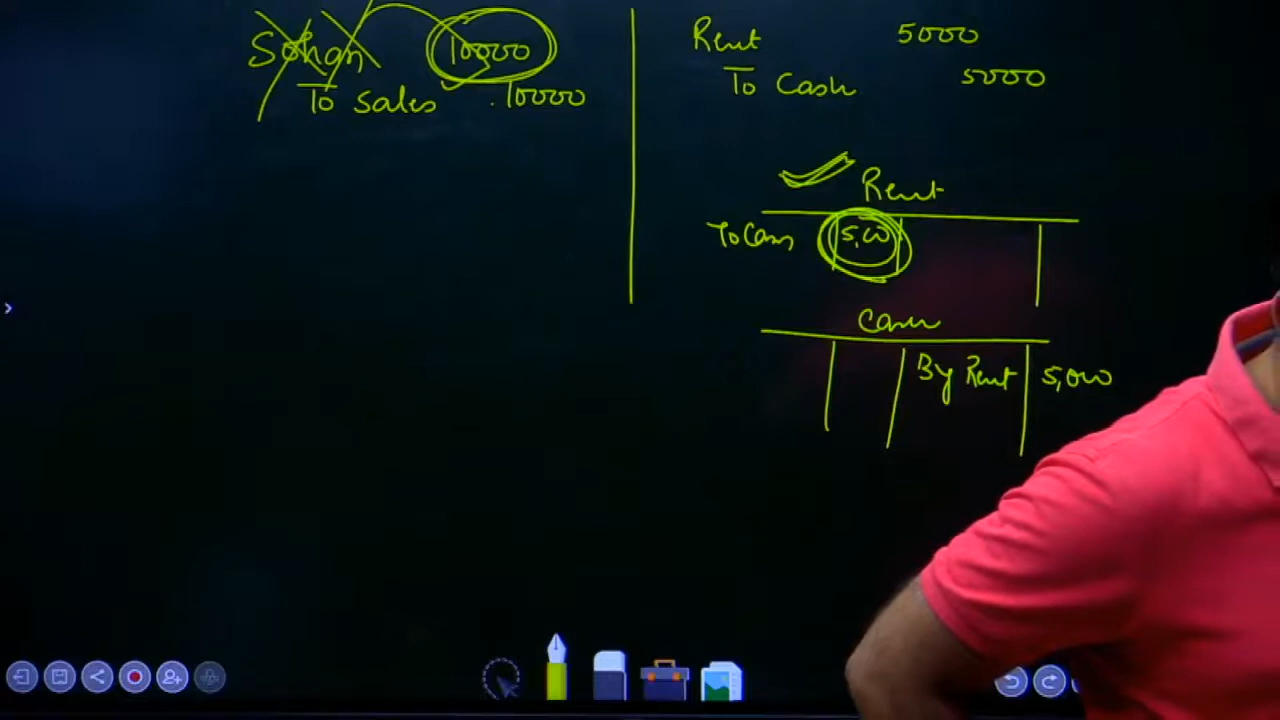 Sohan 10000
To Sales 10000
Rent 5000
To Cash 5000
Rent
To Cash 5,00
Cash
By Rent 5,000